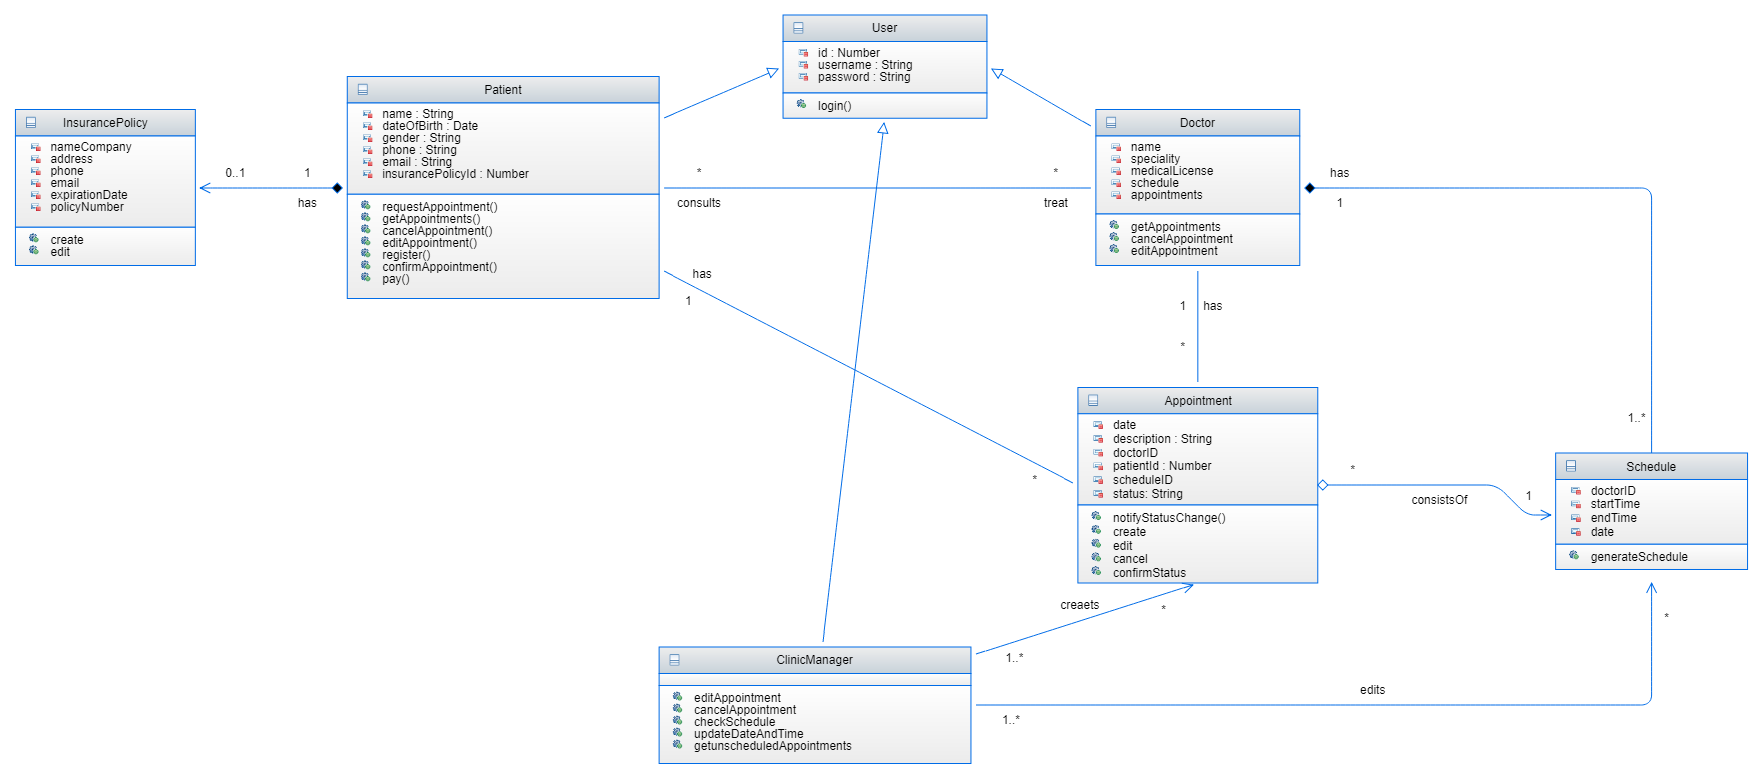 User
id : Number
username : String
password : String
login()
Patient
name : String
dateOfBirth : Date
gender : String
phone : String
email : String
insurancePolicyId : Number
requestAppointment()
getAppointments()
cancelAppointment()
editAppointment()
register()
confirmAppointment()
pay()
InsurancePolicy
nameCompany
address
phone
email
expirationDate
policyNumber
create
edit
0..1
1
has
Doctor
name
speciality
medicalLicense
schedule
appointments
getAppointments
cancelAppointment
editAppointment
*
*
consults
treat
has
1
1..*
has
1
*
1
has
*
Appointment
date
description : String
doctorID
patientId : Number
scheduleID
status: String
notifyStatusChange()
create
edit
cancel
confirmStatus
*
consistsOf
1
Schedule
doctorID
startTime
endTime
date
generateSchedule
creaets
*
1..*
*
edits
1..*
ClinicManager
editAppointment
cancelAppointment
checkSchedule
updateDateAndTime
getunscheduledAppointments